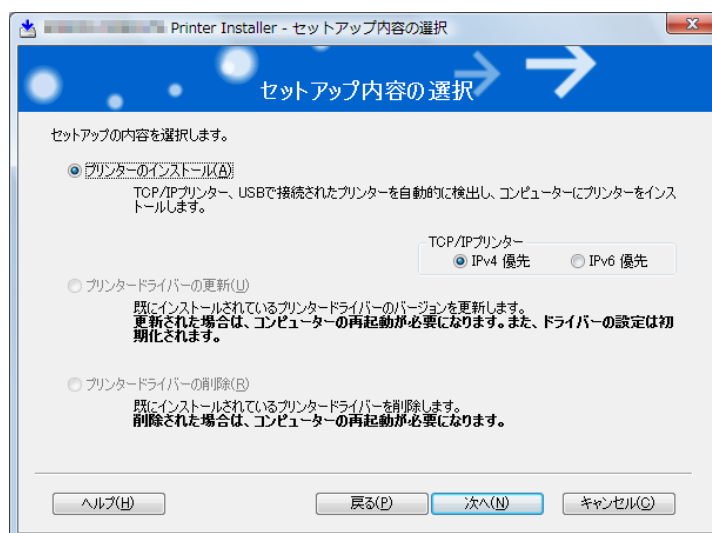 Printer Installer - セットアップ内容の選択
セットアップ内容の選択
セットアップの内容を選択します。
プリンターのインストール(A)
TCP/IPプリンター、USBで接続されたプリンターを自動的に検出し、コンピューターにプリンターをインス
トールします。
TCP/IPプリンター
IPv4 優先
IPv6 優先
プリンタードライバーの更新(U)
既にインストールされているプリンタードライバーのバージョンを更新します。
更新された場合は、コンピューターの再起動が必要になります。また、ドライバーの設定は初
期化されます。
プリンタードライバーの削除(R)
既にインストールされているプリンタードライバーを削除します。
削除された場合は、コンピューターの再起動が必要になります。
ヘルプ(H)
戻る(P)
次へ(N)
キャンセル(C)